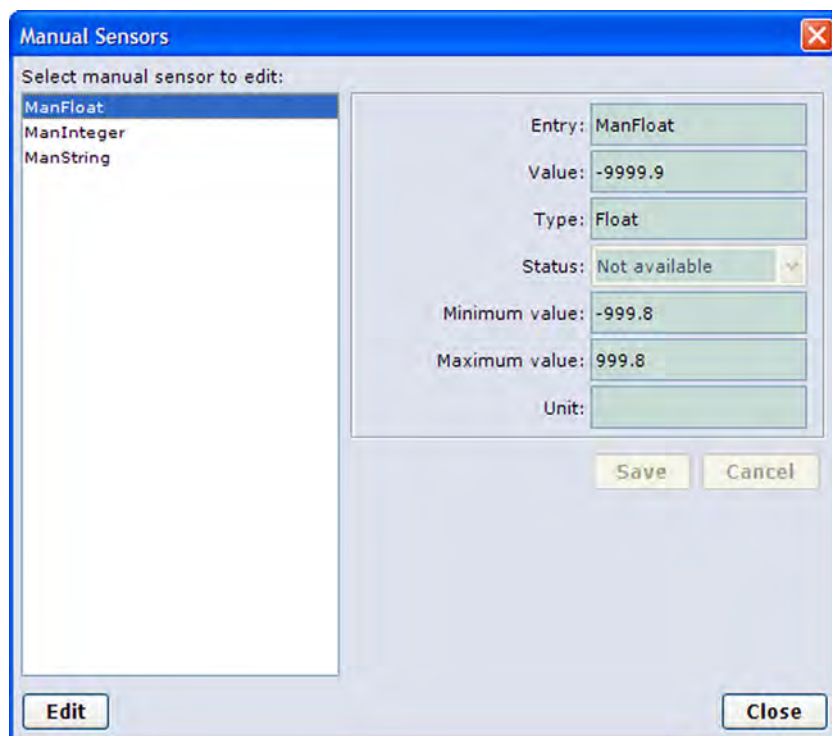 Manual Sensors
Select manual sensor to edit:
ManFloat
ManInteger
ManString
Entry: ManFloat
Value: -9999.9
Type: Float
Status: Not available
Minimum value: -999.8
Maximum value: 999.8
Unit:
Save Cancel
Edit Close